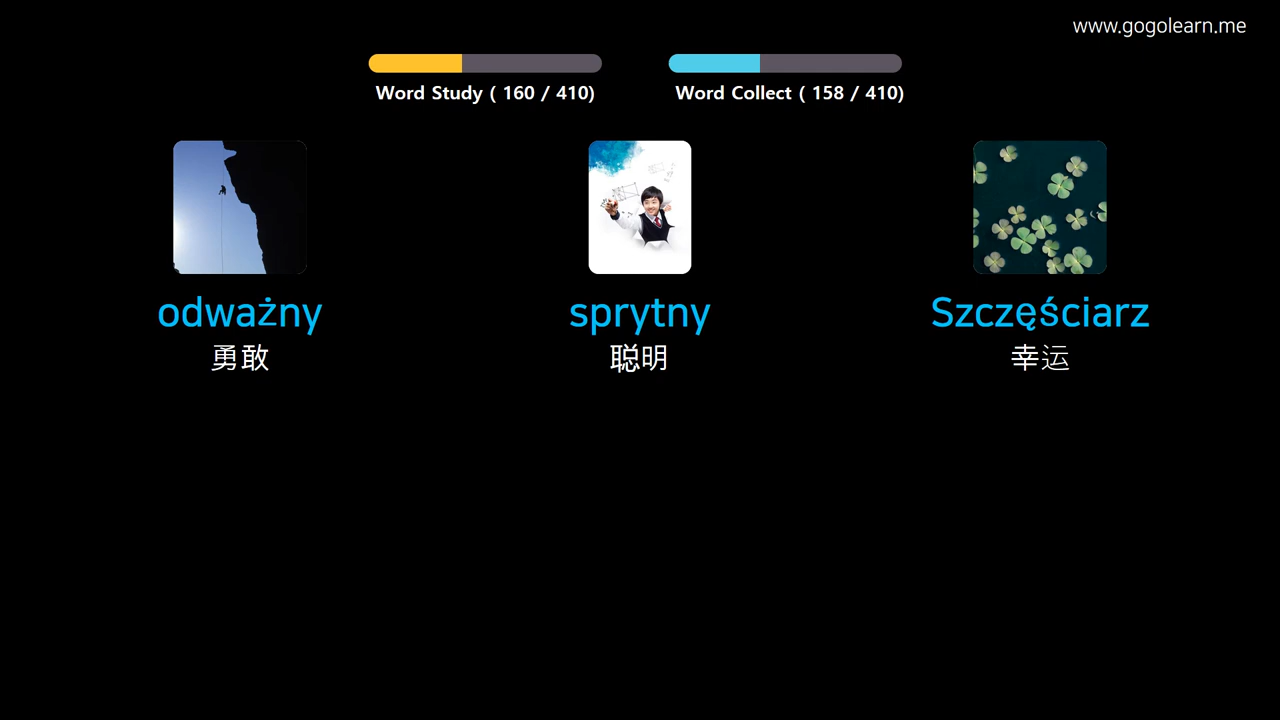 www.gogolearn.me
Word Study ( 160 / 410)
Word Collect ( 158 / 410)
odważny
sprytny
Szczęściarz
勇敢
聪明
幸运